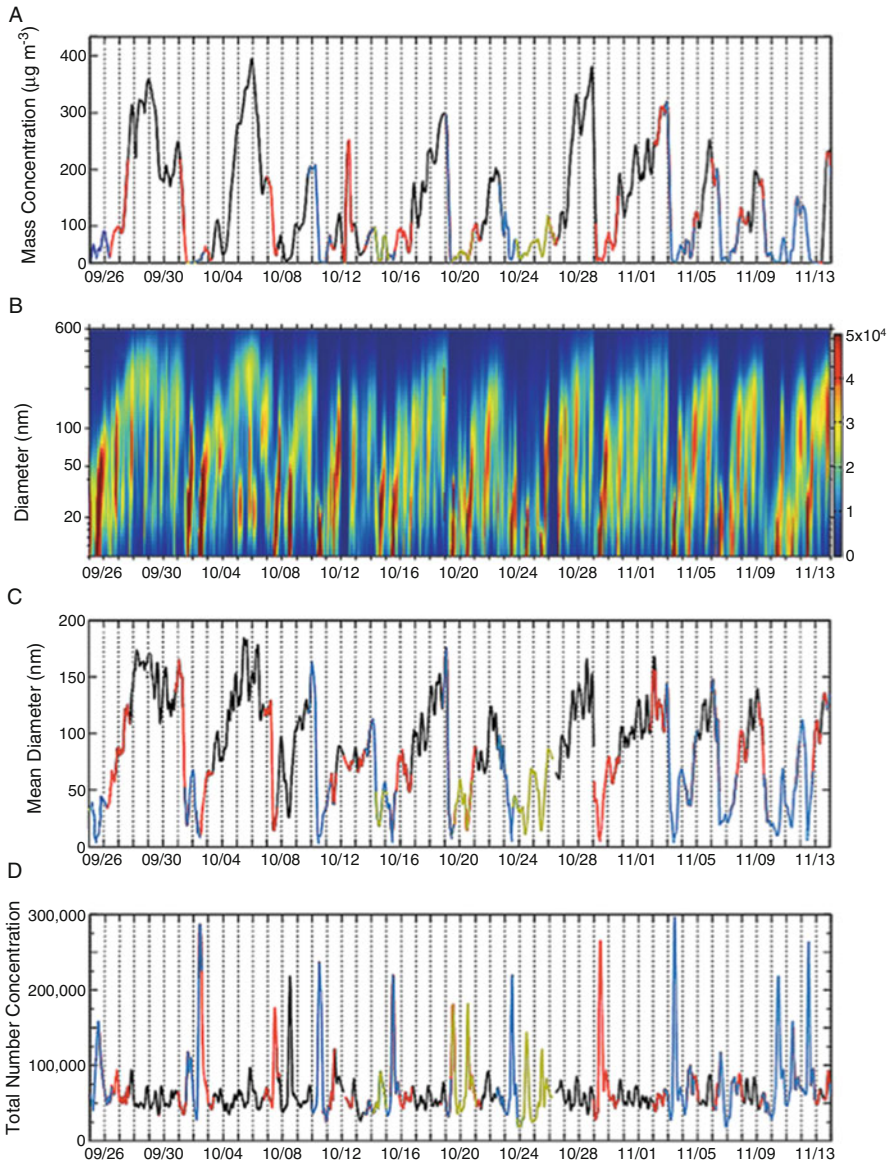 A
Mass Concentration (µg m⁻³)
400
300
200
100
0
09/26 09/30 10/04 10/08 10/12 10/16 10/20 10/24 10/28 11/01 11/05 11/09 11/13
B
Diameter (nm)
600
100
50
20
5x10⁴
4
3
2
1
0
09/26 09/30 10/04 10/08 10/12 10/16 10/20 10/24 10/28 11/01 11/05 11/09 11/13
C
Mean Diameter (nm)
200
150
100
50
0
09/26 09/30 10/04 10/08 10/12 10/16 10/20 10/24 10/28 11/01 11/05 11/09 11/13
D
Total Number Concentration
300,000
200,000
100,000
0
09/26 09/30 10/04 10/08 10/12 10/16 10/20 10/24 10/28 11/01 11/05 11/09 11/13